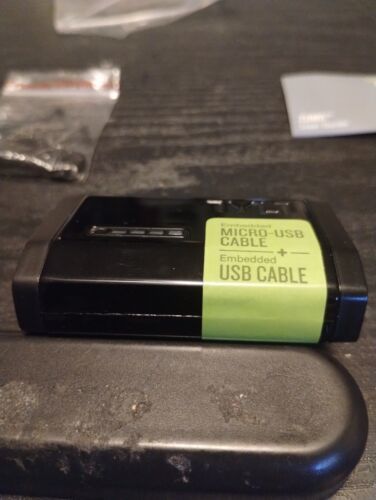 Embedded
MICRO-USB
CABLE
+
Embedded
USB CABLE